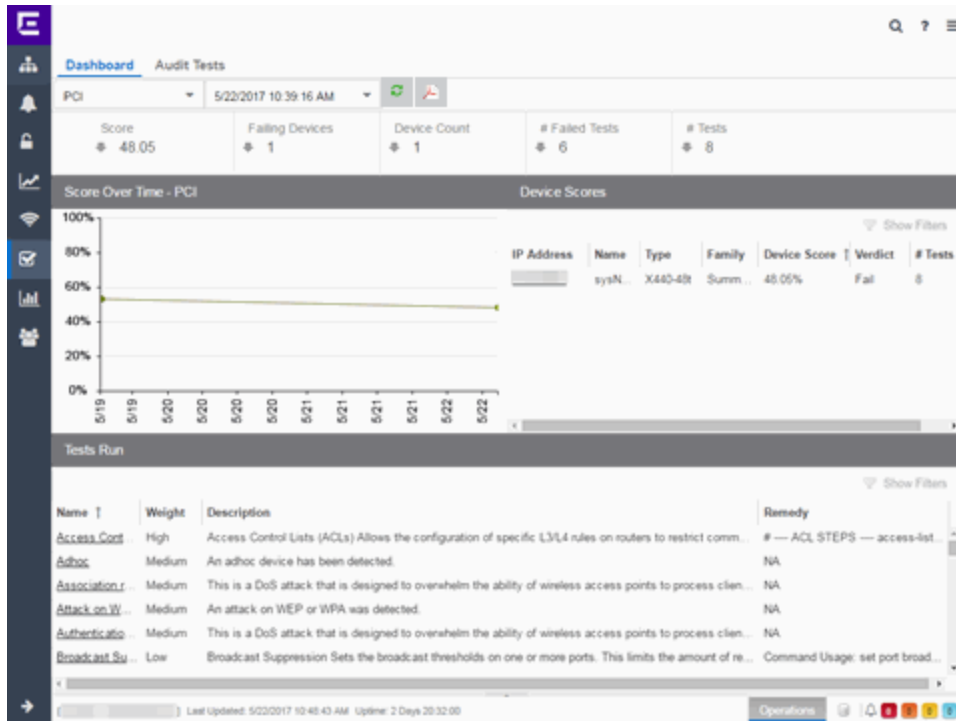 Dashboard Audit Tests
PCI 5/22/2017 10:39:16 AM
Score Failing Devices Device Count # Failed Tests # Tests
48.05 1 1 6 8
Score Over Time - PCI Device Scores
Show Filters
100%
80%
60%
40%
20%
0%
5/19 5/19 5/20 5/20 5/20 5/20 5/21 5/21 5/21 5/21 5/22 5/22
IP Address Name Type Family Device Score Verdict # Tests
sysN... X440-48t Summ... 48.05% Fail 8
Tests Run
Show Filters
Name Weight Description Remedy
Access Cont... High Access Control Lists (ACLs) Allows the configuration of specific L3/L4 rules on routers to restrict comm... # --- ACL STEPS --- access-list...
Adhoc Medium An adhoc device has been detected. NA
Association r... Medium This is a DoS attack that is designed to overwhelm the ability of wireless access points to process clien... NA
Attack on W... Medium An attack on WEP or WPA was detected. NA
Authenticatio... Medium This is a DoS attack that is designed to overwhelm the ability of wireless access points to process clien... NA
Broadcast Su... Low Broadcast Suppression Sets the broadcast thresholds on one or more ports. This limits the amount of re... Command Usage: set port broad...
Last Updated: 5/22/2017 10:48:43 AM Uptime: 2 Days 20:32:00 Operations 0 0 0 0